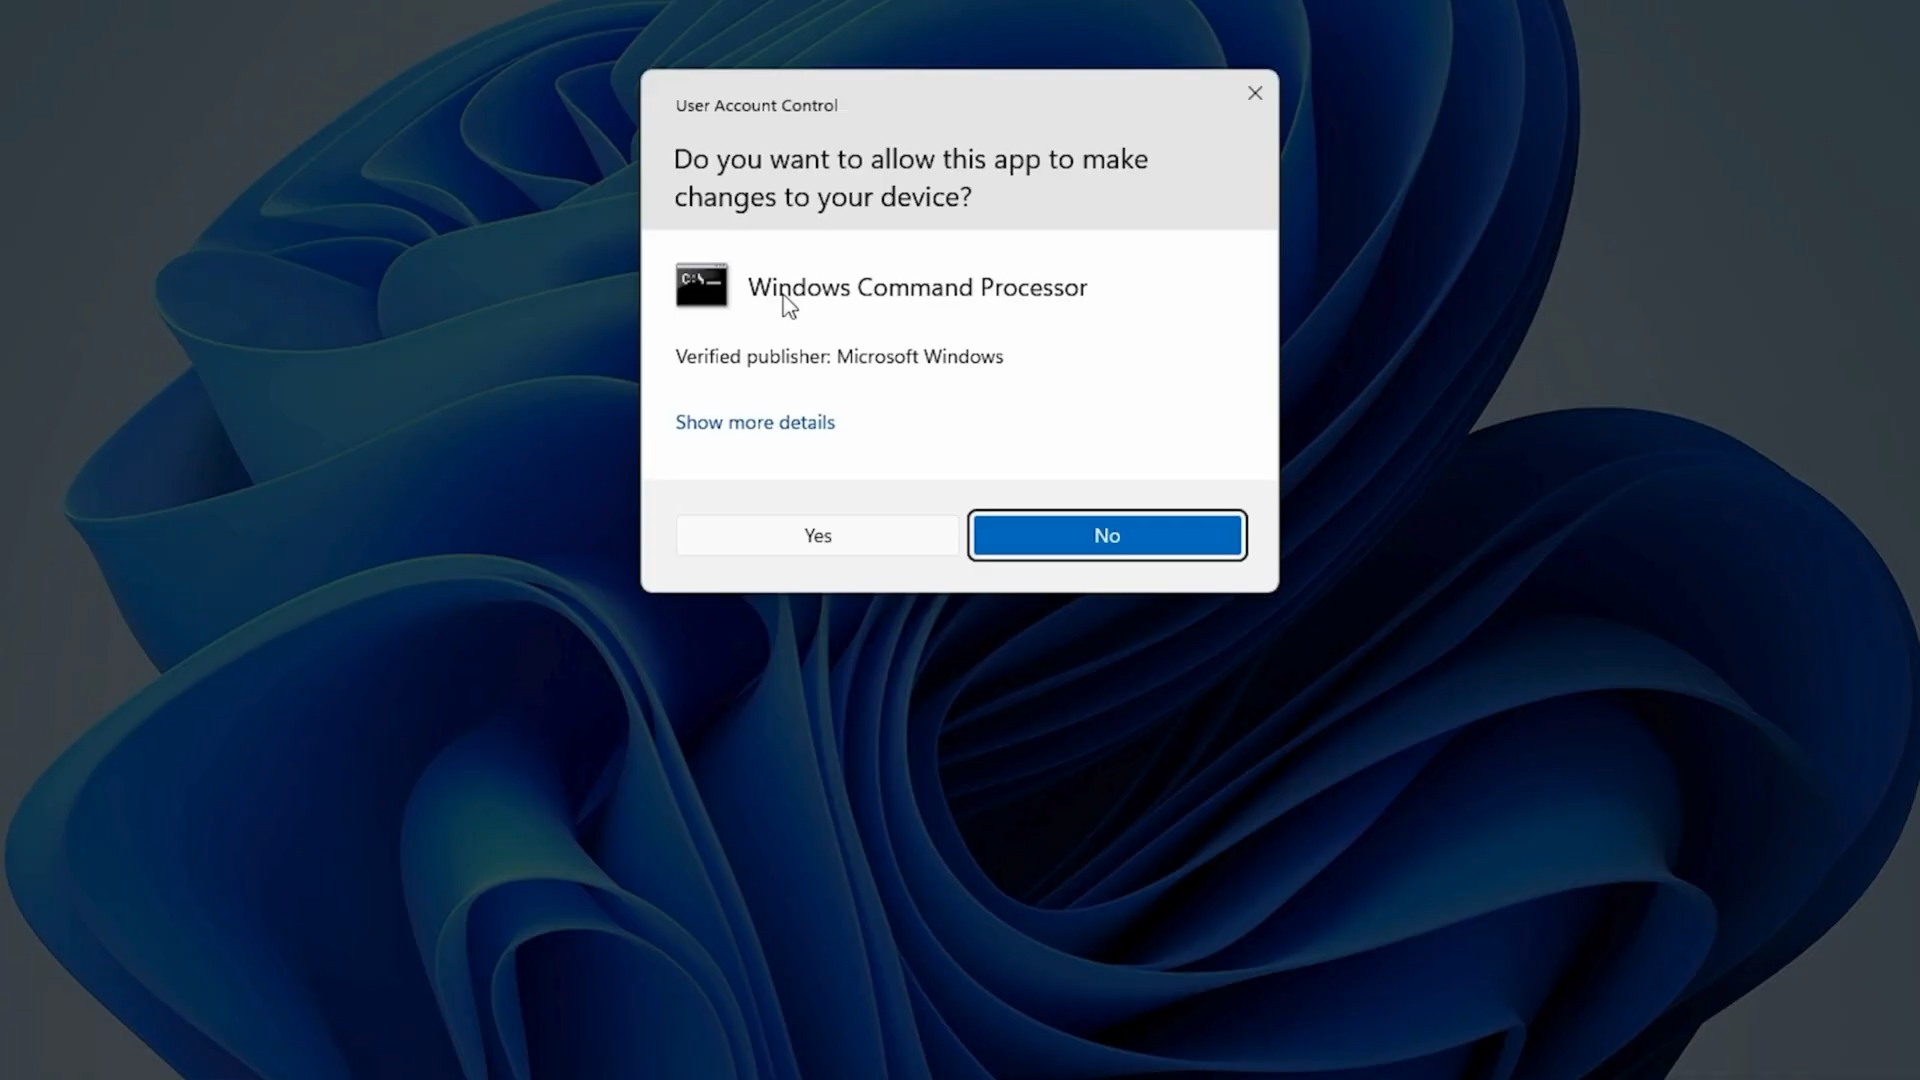 User Account Control
Do you want to allow this app to make
changes to your device?
C:\_
Windows Command Processor
Verified publisher: Microsoft Windows
Show more details
Yes
No